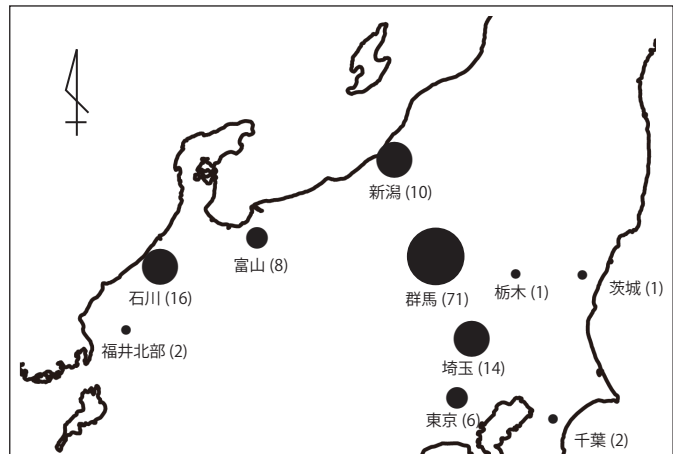 新潟 (10)
富山 (8)
石川 (16)
群馬 (71)
栃木 (1)
茨城 (1)
福井北部 (2)
埼玉 (14)
東京 (6)
千葉 (2)